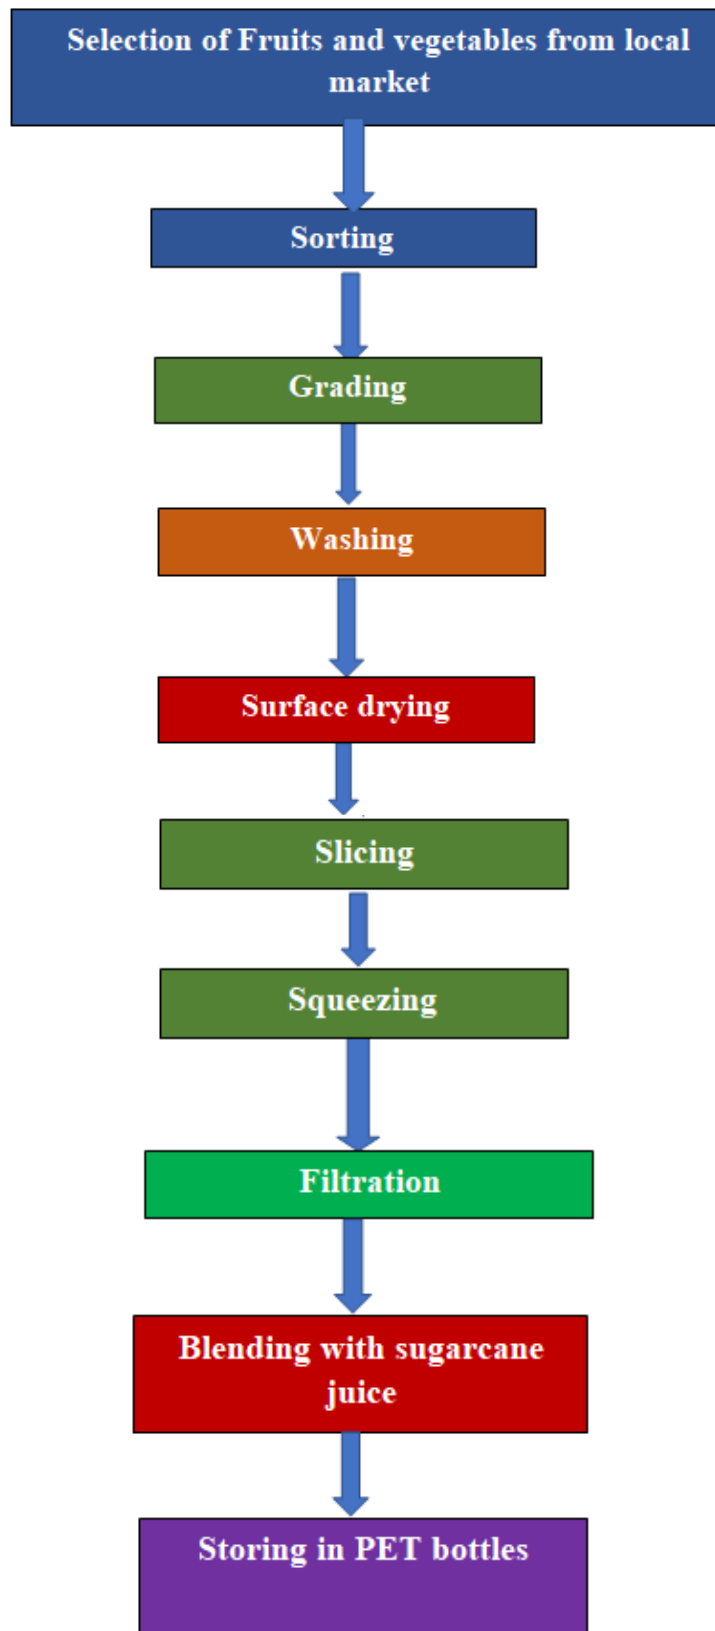 Selection of Fruits and vegetables from local
market
Sorting
Grading
Washing
Surface drying
Slicing
Squeezing
Filtration
Blending with sugarcane
juice
Storing in PET bottles